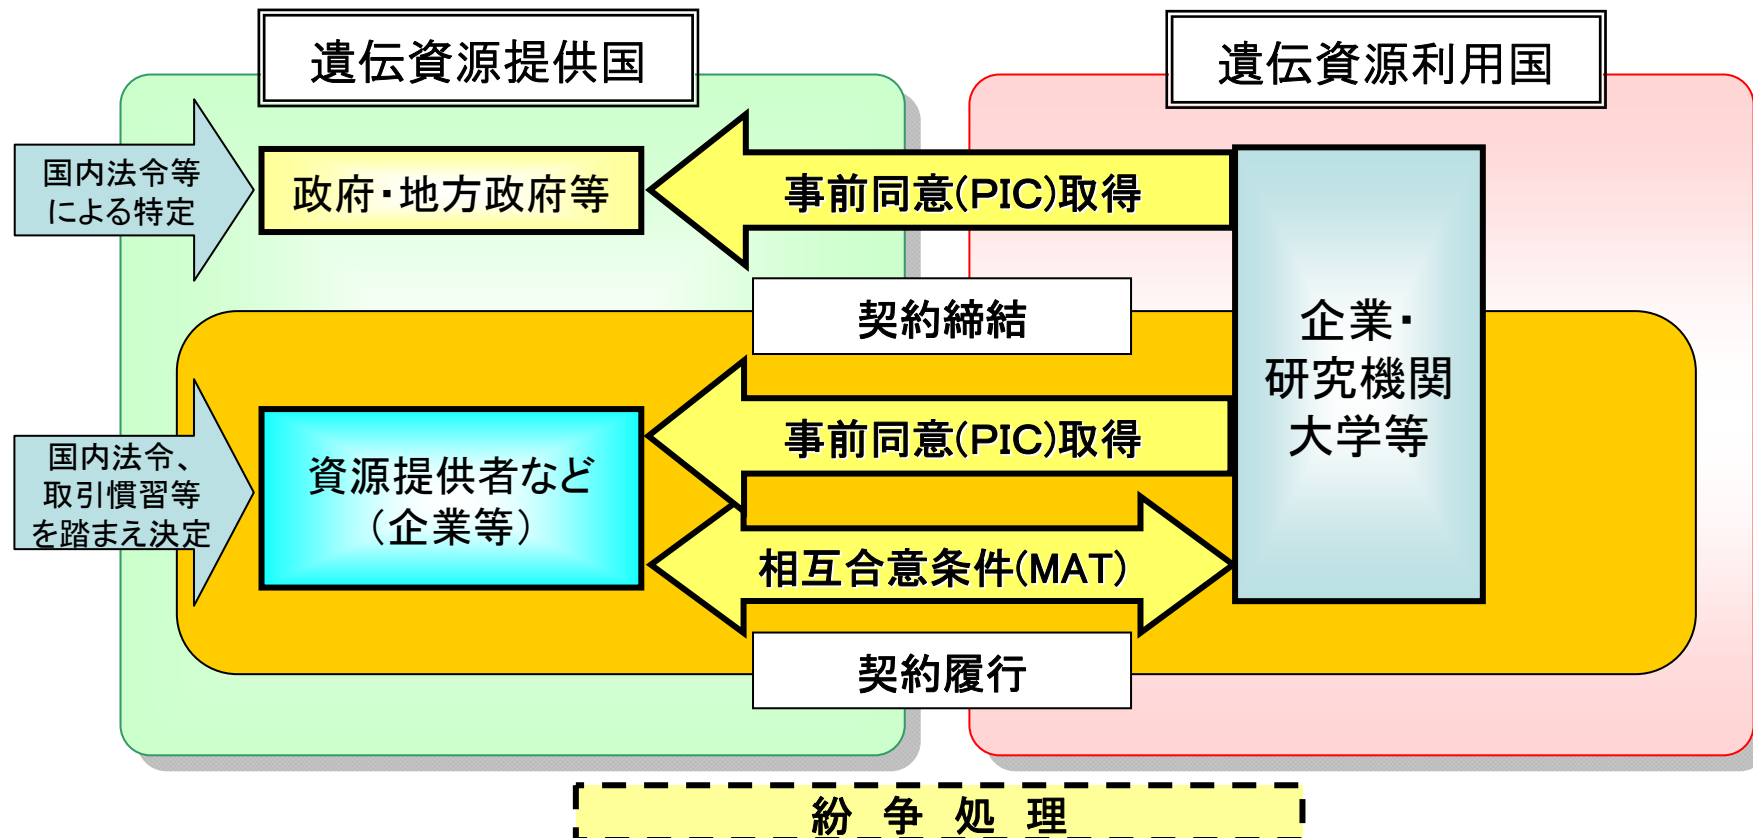 遺伝資源提供国
遺伝資源利用国
国内法令等
による特定
政府・地方政府等
事前同意(PIC)取得
契約締結
企業・
研究機関
大学等
国内法令、
取引慣習等
を踏まえ決定
資源提供者など
（企業等）
事前同意(PIC)取得
相互合意条件(MAT)
契約履行
紛 争 処 理